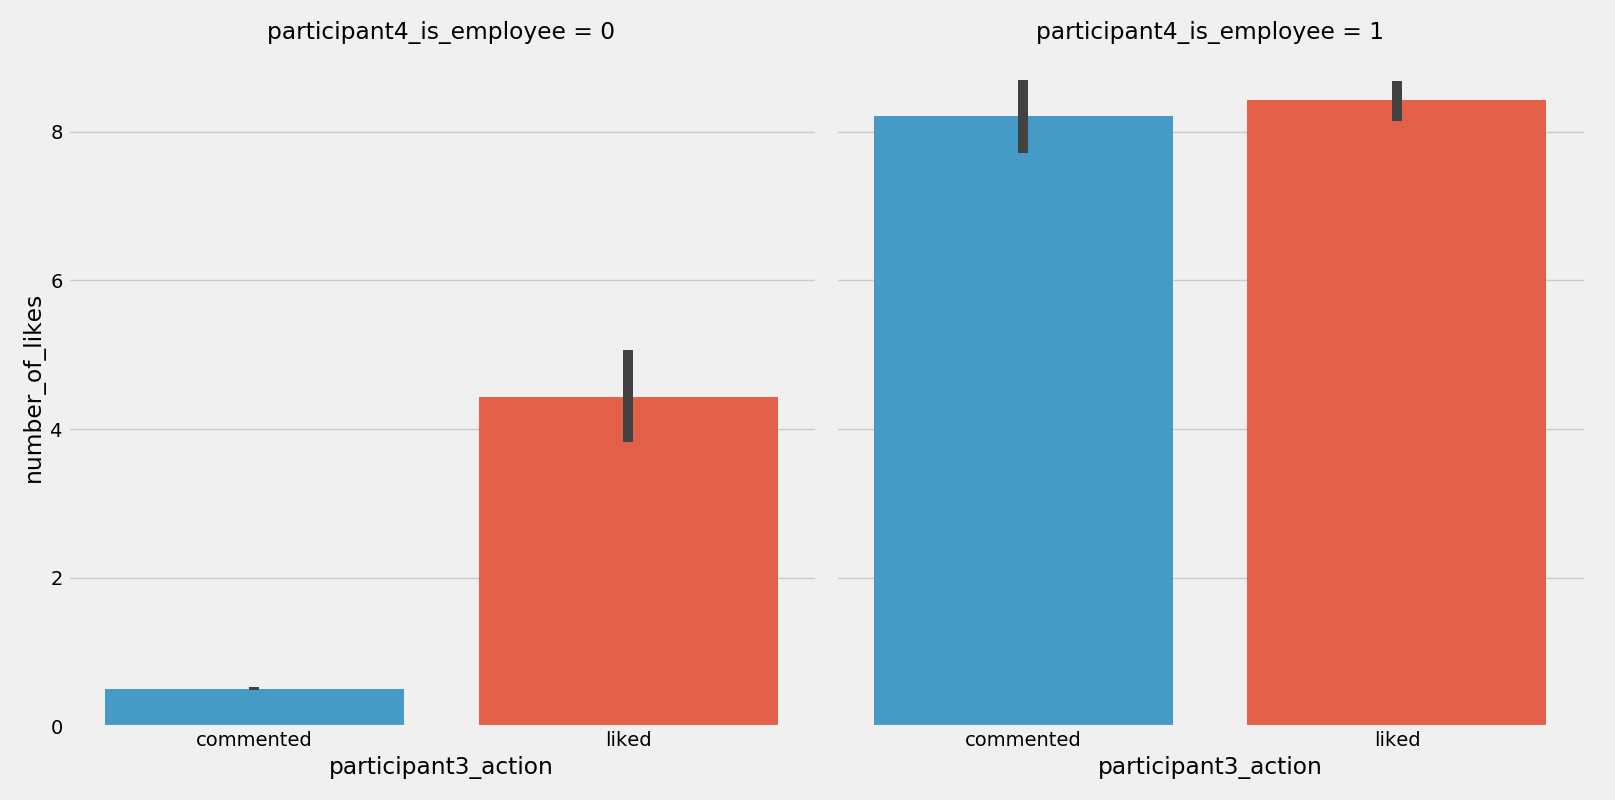 participant4_is_employee = 0
participant4_is_employee = 1
number_of_likes
8
6
4
2
0
commented
liked
commented
liked
participant3_action
participant3_action